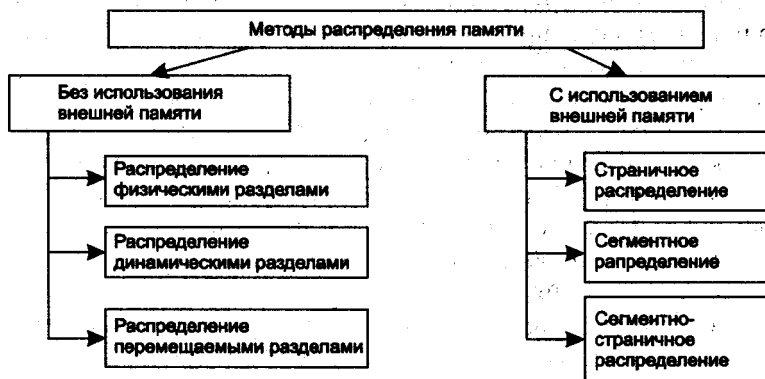 Методы распределения памяти
Без использования
внешней памяти
Распределение
физическими разделами
Распределение
динамическими разделами
Распределение
перемещаемыми разделами
С использованием
внешней памяти
Страничное
распределение
Сегментное
рапределение
Сегментно-
страничное
распределение